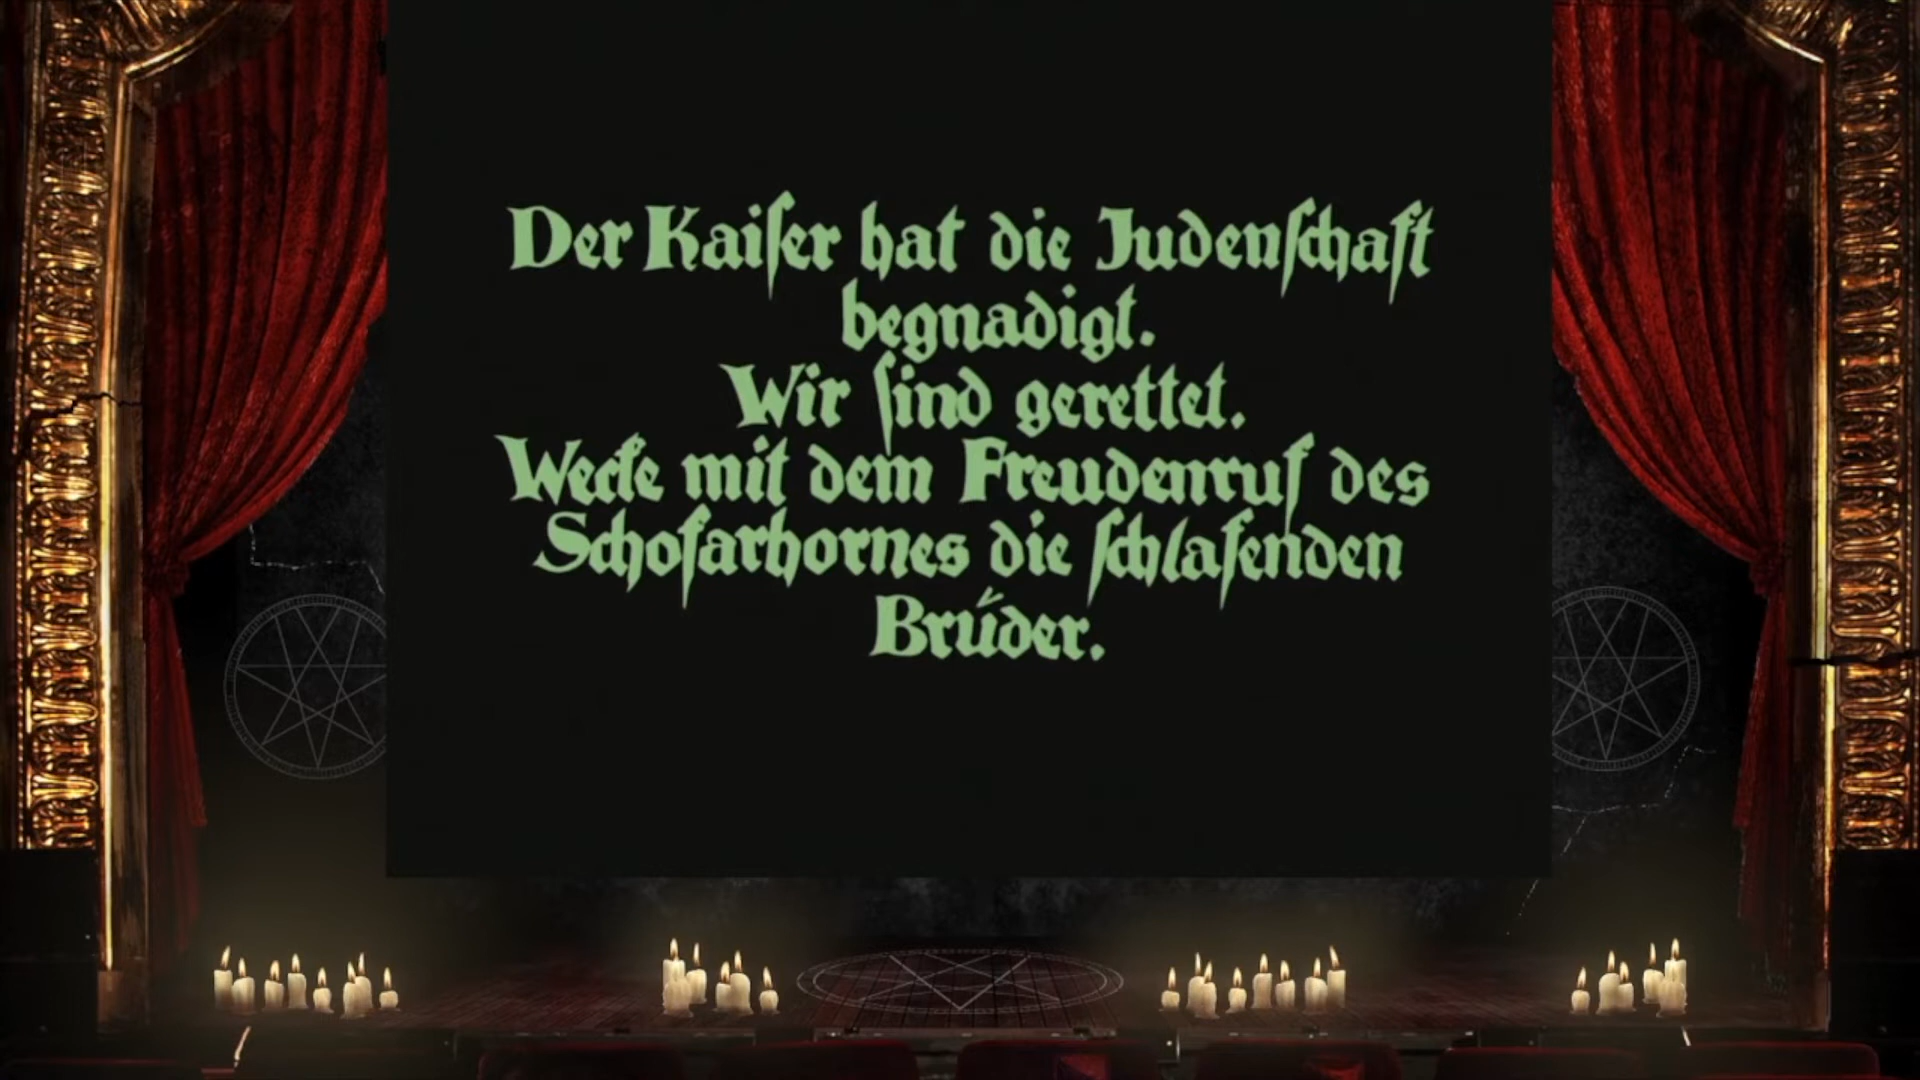 Der Kaiſer hat die Judenſchaft
begnadigt.
Wir ſind gerettet.
Wecke mit dem Freudenruf des
Schofarhornes die ſchlafenden
Brüder.